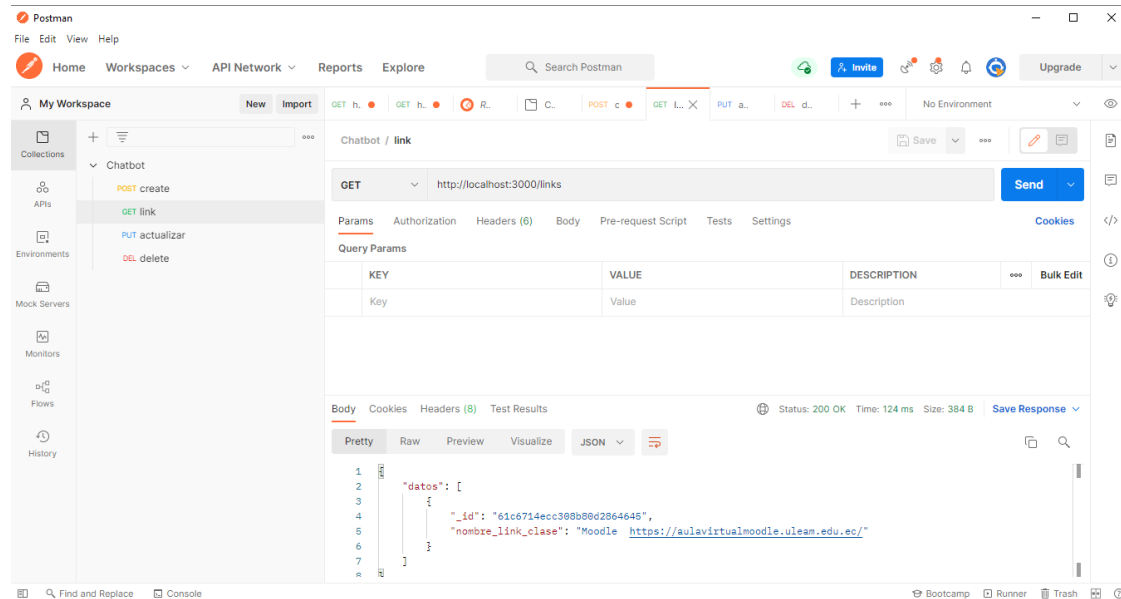 Postman
File Edit View Help
Home Workspaces API Network Reports Explore Search Postman Invite Upgrade
My Workspace New Import GET h. GET h.. R.. C.. POST c GET l... PUT a.. DEL d.. No Environment
Collections
APIs
Environments
Mock Servers
Monitors
Flows
History
Chatbot
POST create
GET link
PUT actualizar
DEL delete
Chatbot / link Save
GET http://localhost:3000/links Send
Params Authorization Headers (6) Body Pre-request Script Tests Settings Cookies
Query Params
KEY VALUE DESCRIPTION Bulk Edit
Key Value Description
Body Cookies Headers (8) Test Results Status: 200 OK Time: 124 ms Size: 384 B Save Response
Pretty Raw Preview Visualize JSON
1 {
2 "datos": [
3 {
4 "_id": "61c6714ecc308b80d2864645",
5 "nombre_link_clase": "Moodle https://aulavirtualmoodle.uleam.edu.ec/"
6 }
7 ]
8 }
Find and Replace Console Bootcamp Runner Trash